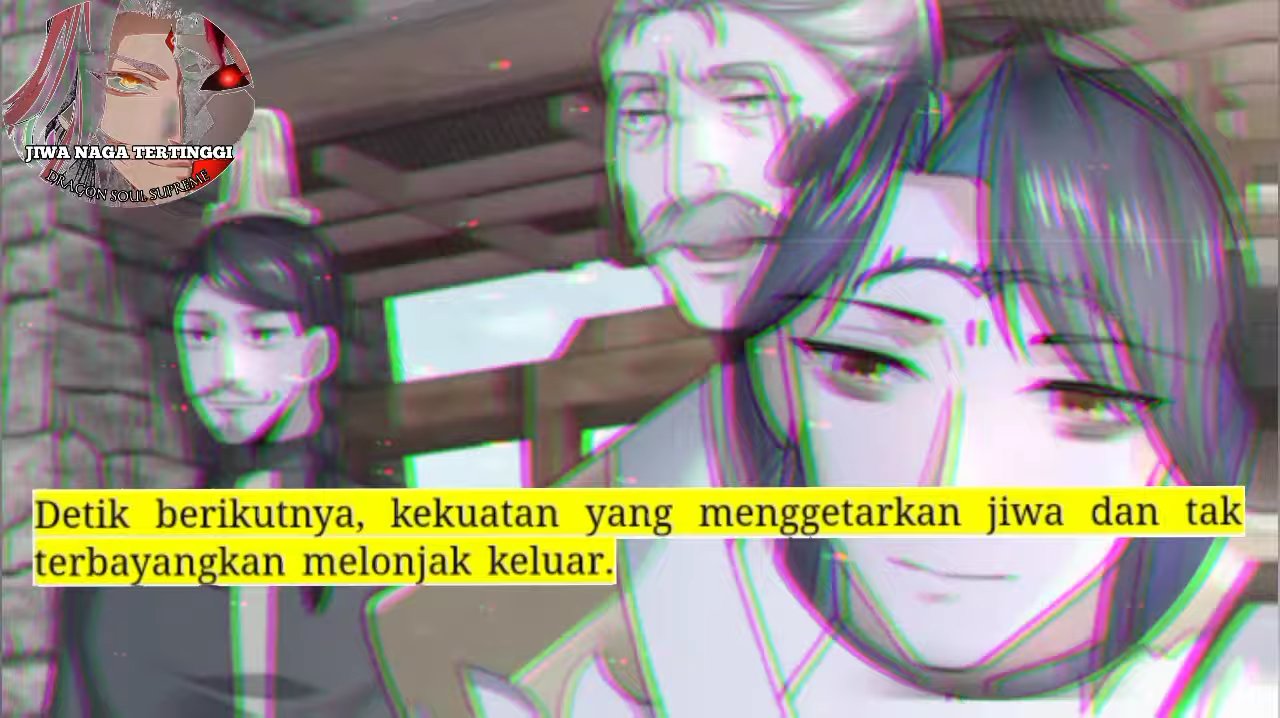 JIWA NAGA TERTINGGI
DRAGON SOUL SUPREME
Detik berikutnya, kekuatan yang menggetarkan jiwa dan tak
terbayangkan melonjak keluar.